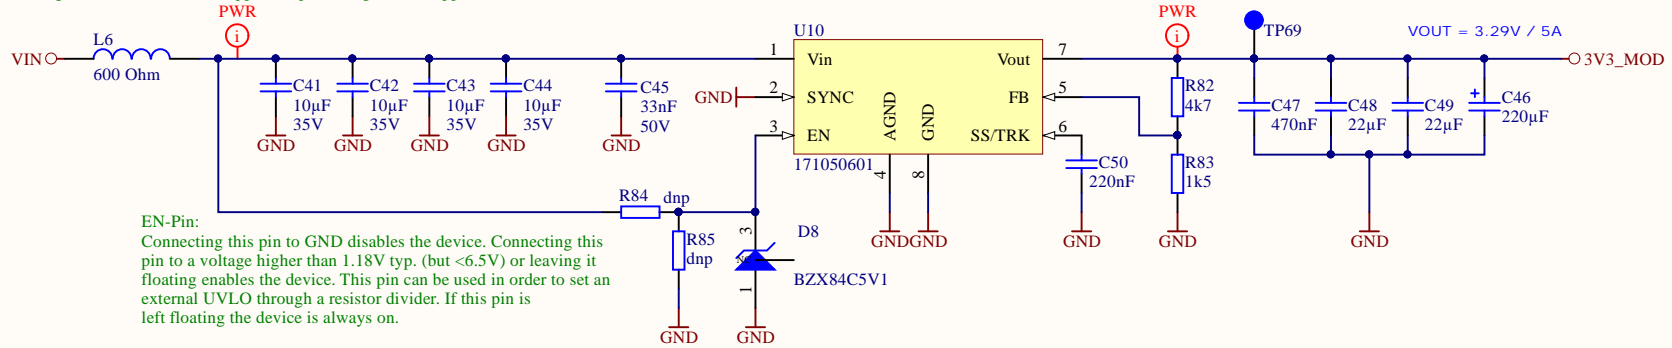 PWR
PWR
U10
TP69
VOUT = 3.29V / 5A
L6
VIN
600 Ohm
1
Vin
Vout
7
3V3_MOD
C41
10µF
35V
GND
C42
10µF
35V
GND
C43
10µF
35V
GND
C44
10µF
35V
GND
C45
33nF
50V
GND
GND
2
SYNC
FB
5
3
EN
SS/TRK
6
AGND
GND
171050601
4
8
GND
GND
C50
220nF
GND
R82
4k7
R83
1k5
GND
C47
470nF
C48
22µF
C49
22µF
+
C46
220µF
GND
R84
dnp
R85
dnp
GND
3
D8
BZX84C5V1
1
GND
EN-Pin:
Connecting this pin to GND disables the device. Connecting this
pin to a voltage higher than 1.18V typ. (but <6.5V) or leaving it
floating enables the device. This pin can be used in order to set an
external UVLO through a resistor divider. If this pin is
left floating the device is always on.